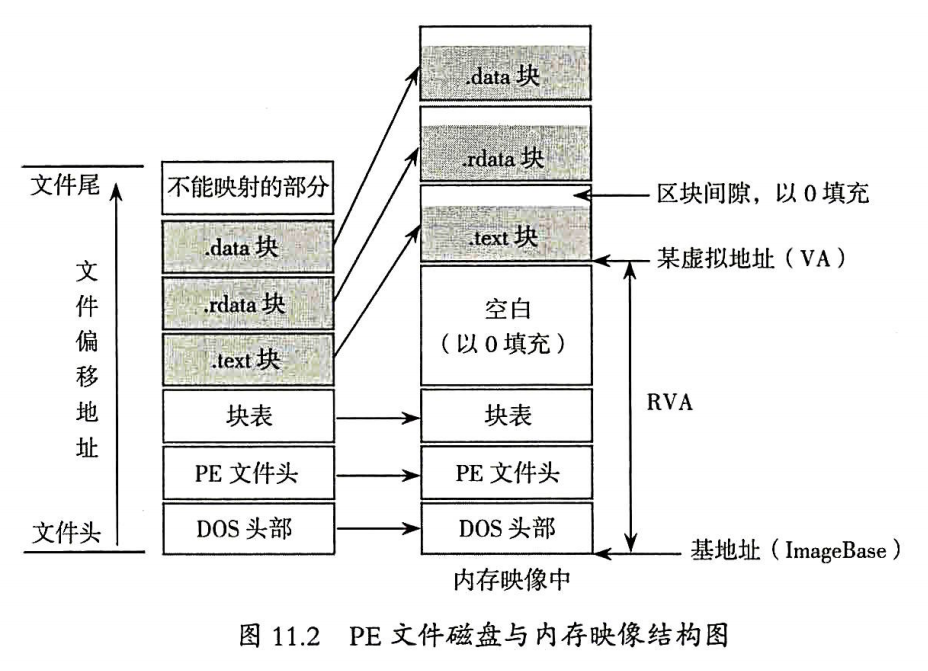 .data 块
.rdata 块
区块间隙，以 0 填充
.text 块
某虚拟地址（VA）
空白
（以 0 填充）
RVA
块表
PE 文件头
DOS 头部
基地址（ImageBase）
内存映像中
文件尾
文件偏移地址
文件头
不能映射的部分
.data 块
.rdata 块
.text 块
块表
PE 文件头
DOS 头部
图 11.2 PE 文件磁盘与内存映像结构图